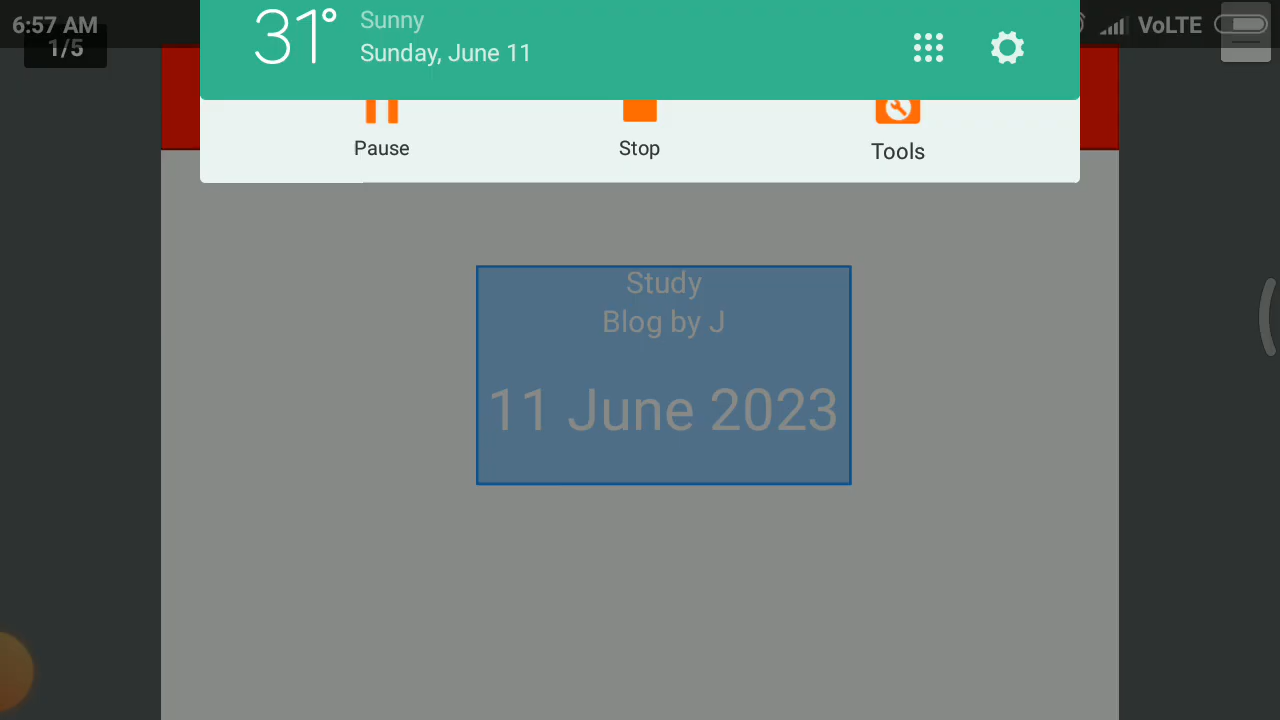 6:57 AM
1/5
31°
Sunny
Sunday, June 11
VoLTE
Pause
Stop
Tools
Study
Blog by J
11 June 2023